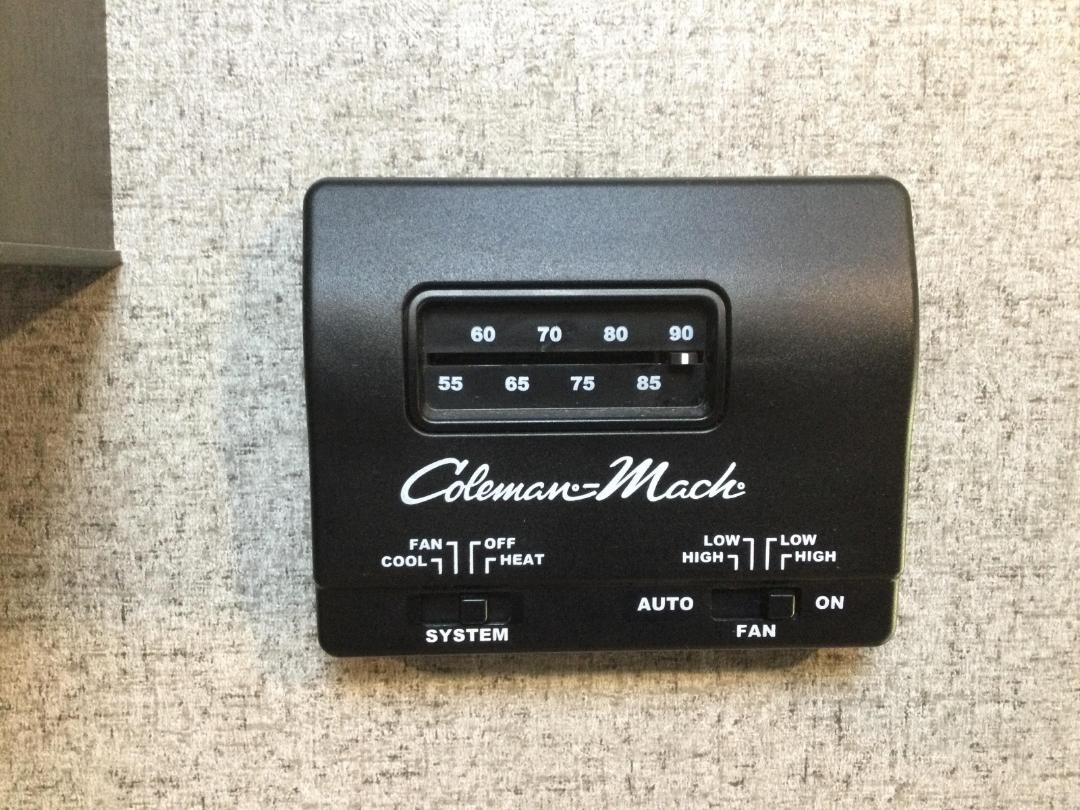 60 70 80 90
55 65 75 85
Coleman-Mach
FAN OFF LOW LOW
COOL HEAT HIGH HIGH
AUTO ON
SYSTEM FAN